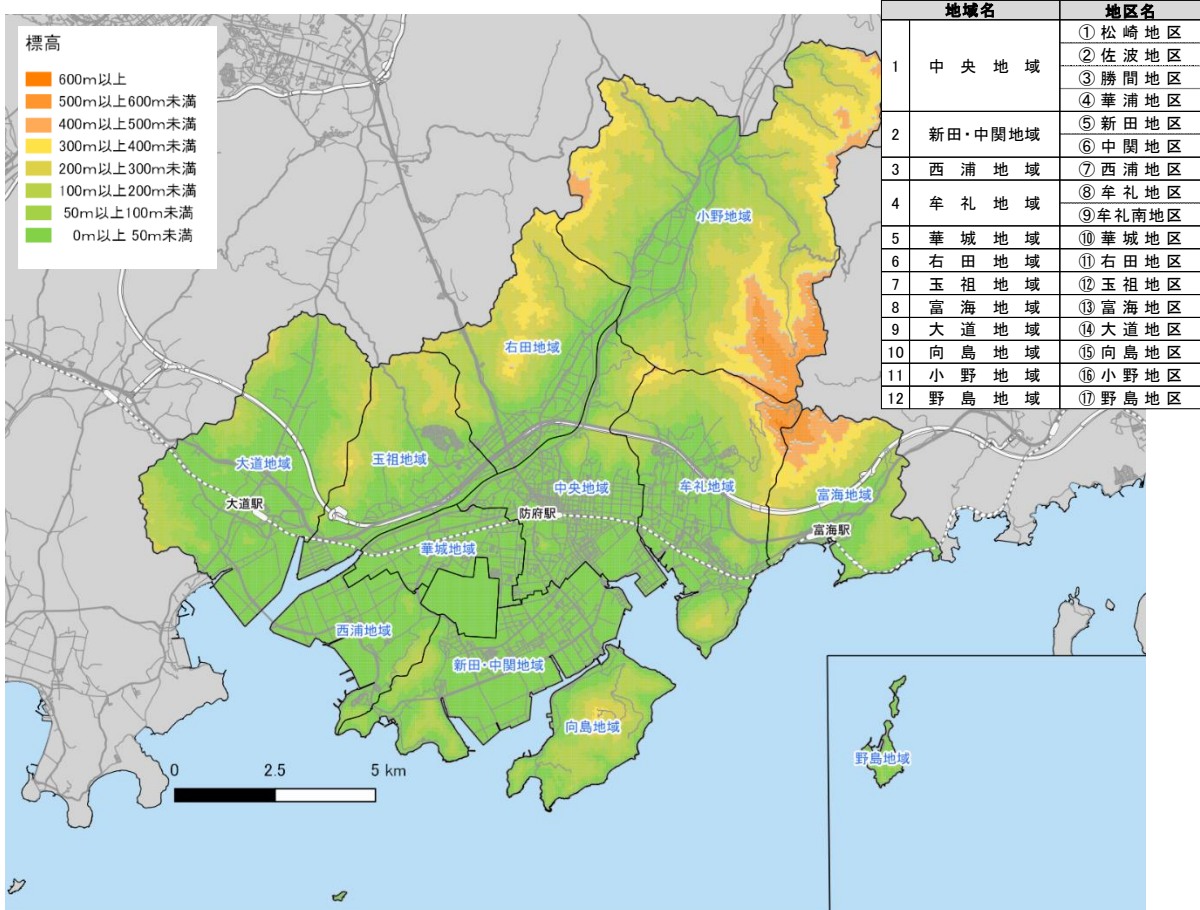 標高
600m以上
500m以上600m未満
400m以上500m未満
300m以上400m未満
200m以上300m未満
100m以上200m未満
50m以上100m未満
0m以上 50m未満
地域名 地区名
1 中央地域 ①松崎地区
②佐波地区
③勝間地区
④華浦地区
2 新田・中関地域 ⑤新田地区
⑥中関地区
3 西浦地域 ⑦西浦地区
4 牟礼地域 ⑧牟礼地区
⑨牟礼南地区
5 華城地域 ⑩華城地区
6 右田地域 ⑪右田地区
7 玉祖地域 ⑫玉祖地区
8 富海地域 ⑬富海地区
9 大道地域 ⑭大道地区
10 向島地域 ⑮向島地区
11 小野地域 ⑯小野地区
12 野島地域 ⑰野島地区
小野地域
右田地域
大道地域
玉祖地域
中央地域
牟礼地域
富海地域
大道駅
防府駅
富海駅
華城地域
西浦地域
新田・中関地域
向島地域
野島地域
0 2.5 5 km